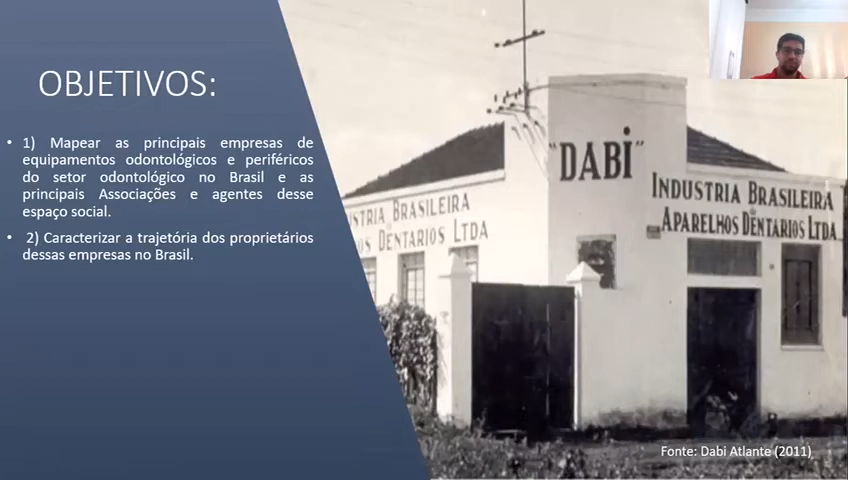 OBJETIVOS:
• 1) Mapear as principais empresas de
equipamentos odontológicos e periféricos
do setor odontológico no Brasil e as
principais Associações e agentes desse
espaço social.
• 2) Caracterizar a trajetória dos proprietários
dessas empresas no Brasil.
"DABI"
INDUSTRIA BRASILEIRA
DE
APARELHOS DENTARIOS LTDA.
BRASILEIRA
DENTARIOS LTDA
Fonte: Dabi Atlante (2011)